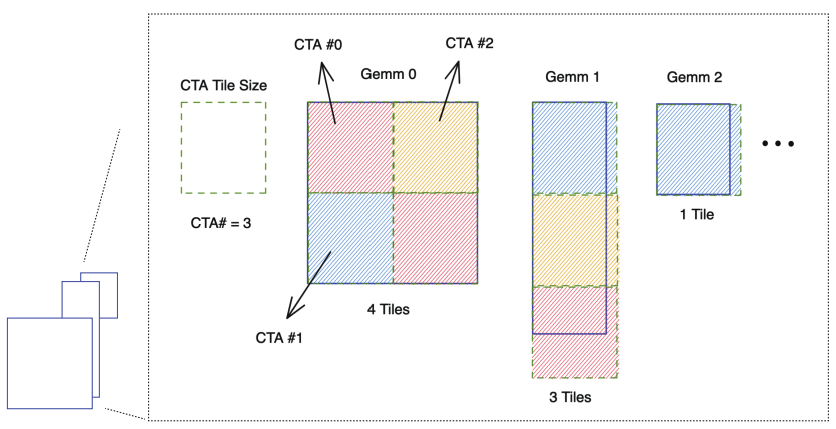 CTA #0
CTA #2
Gemm 0
Gemm 1
Gemm 2
CTA Tile Size
CTA# = 3
1 Tile
4 Tiles
CTA #1
3 Tiles